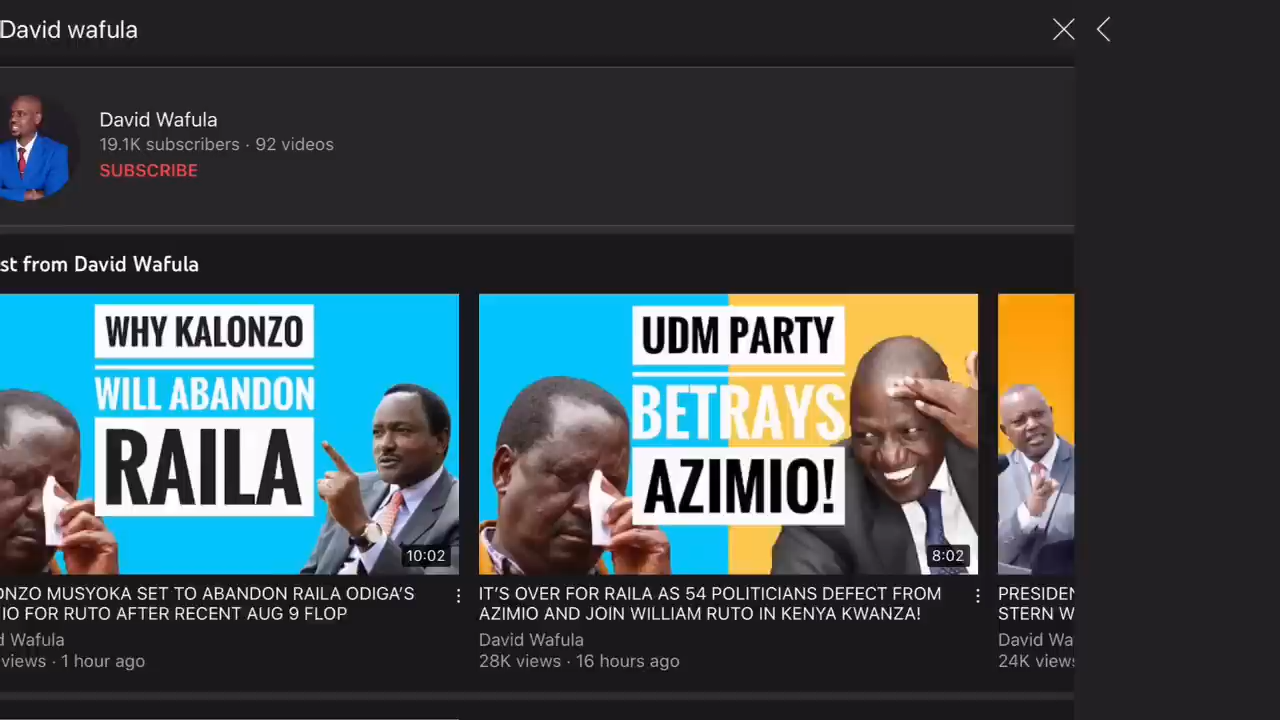 David wafula
David Wafula
19.1K subscribers · 92 videos
SUBSCRIBE
st from David Wafula
WHY KALONZO
WILL ABANDON
RAILA
10:02
UDM PARTY
BETRAYS
AZIMIO!
8:02
ONZO MUSYOKA SET TO ABANDON RAILA ODIGA'S
IO FOR RUTO AFTER RECENT AUG 9 FLOP
d Wafula
views · 1 hour ago
IT'S OVER FOR RAILA AS 54 POLITICIANS DEFECT FROM
AZIMIO AND JOIN WILLIAM RUTO IN KENYA KWANZA!
David Wafula
28K views · 16 hours ago
PRESIDEN
STERN W
David Wa
24K views